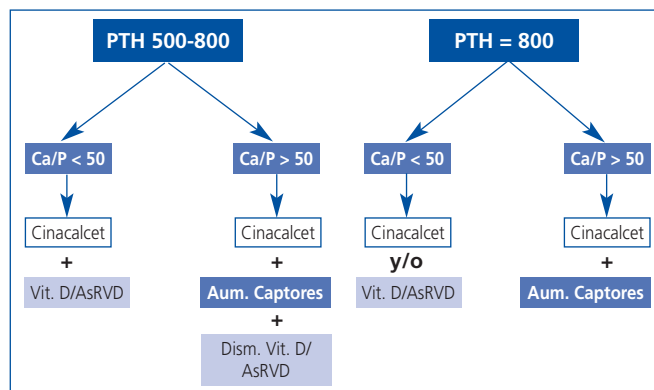 PTH 500-800
PTH = 800
Ca/P < 50
Ca/P > 50
Ca/P < 50
Ca/P > 50
Cinacalcet
Cinacalcet
Cinacalcet
Cinacalcet
+
+
y/o
+
Vit. D/AsRVD
Aum. Captores
Vit. D/AsRVD
Aum. Captores
+
Dism. Vit. D/
AsRVD